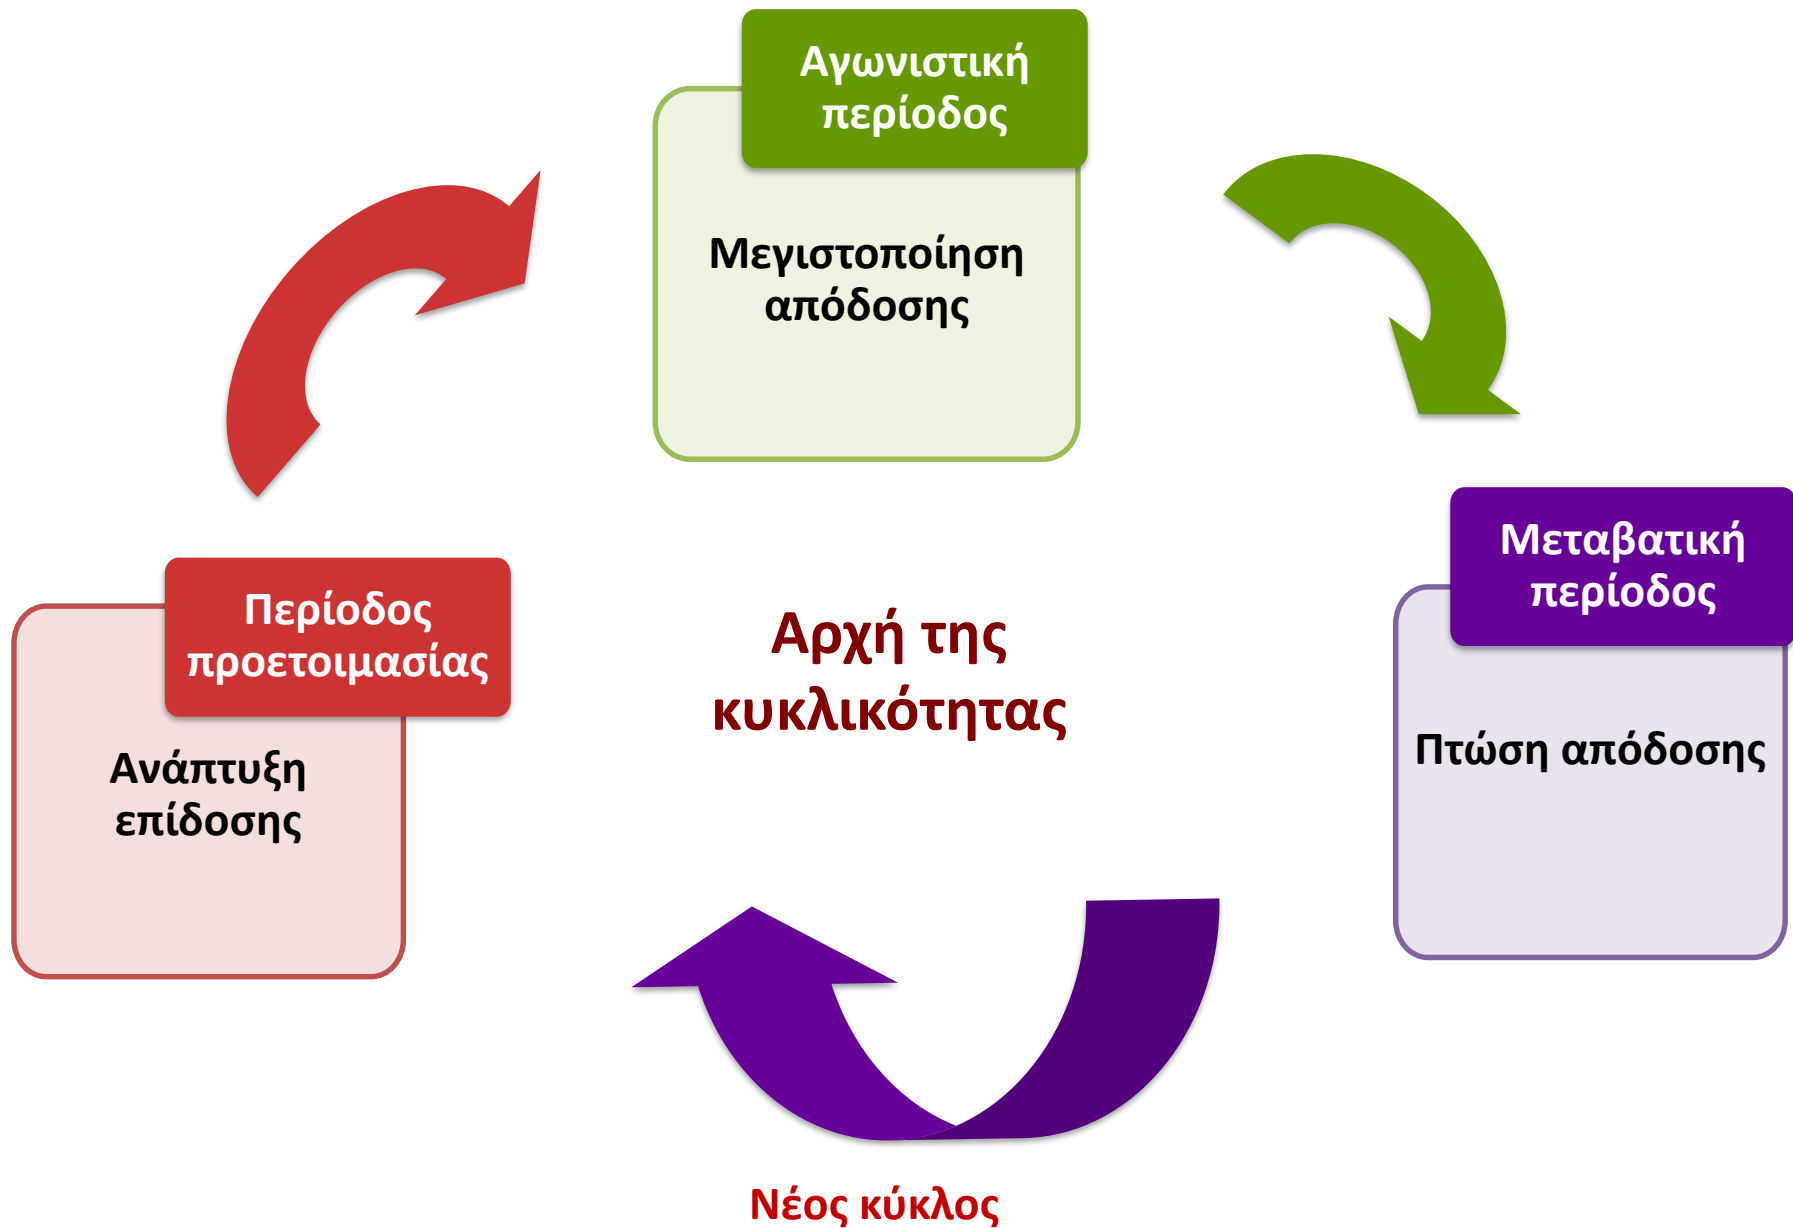 Αγωνιστική
περίοδος
Μεγιστοποίηση
απόδοσης
Μεταβατική
περίοδος
Πτώση απόδοσης
Περίοδος
προετοιμασίας
Ανάπτυξη
επίδοσης
Αρχή της
κυκλικότητας
Νέος κύκλος